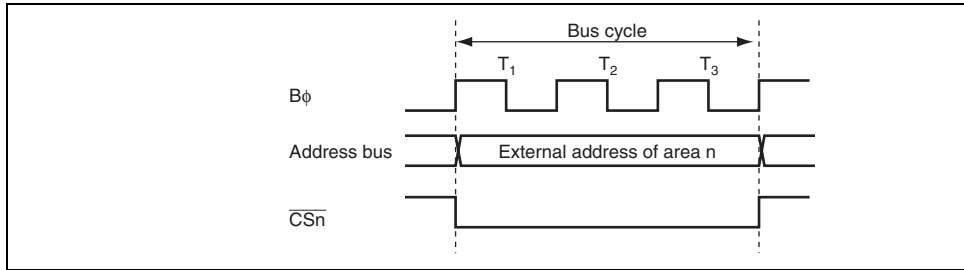 Bus cycle
T1 T2 T3
Bφ
Address bus External address of area n
CSn